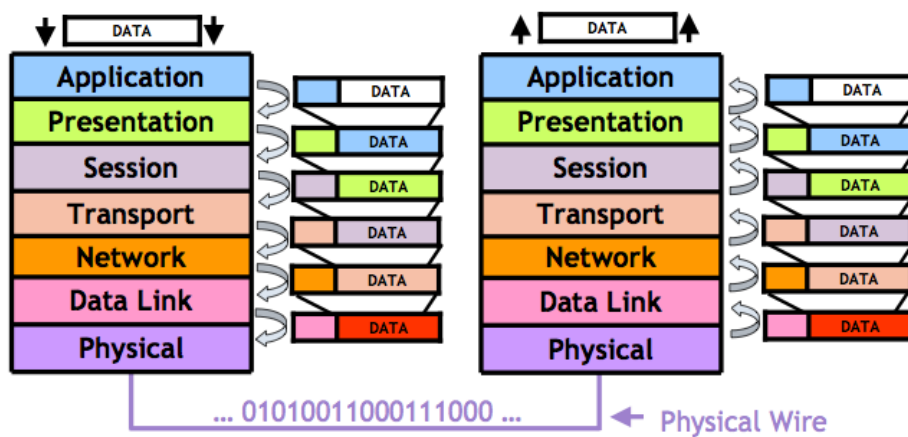 DATA
Application
Presentation
Session
Transport
Network
Data Link
Physical
DATA
DATA
DATA
DATA
DATA
DATA
DATA
Application
Presentation
Session
Transport
Network
Data Link
Physical
DATA
DATA
DATA
DATA
DATA
DATA
... 01010011000111000 ...
Physical Wire